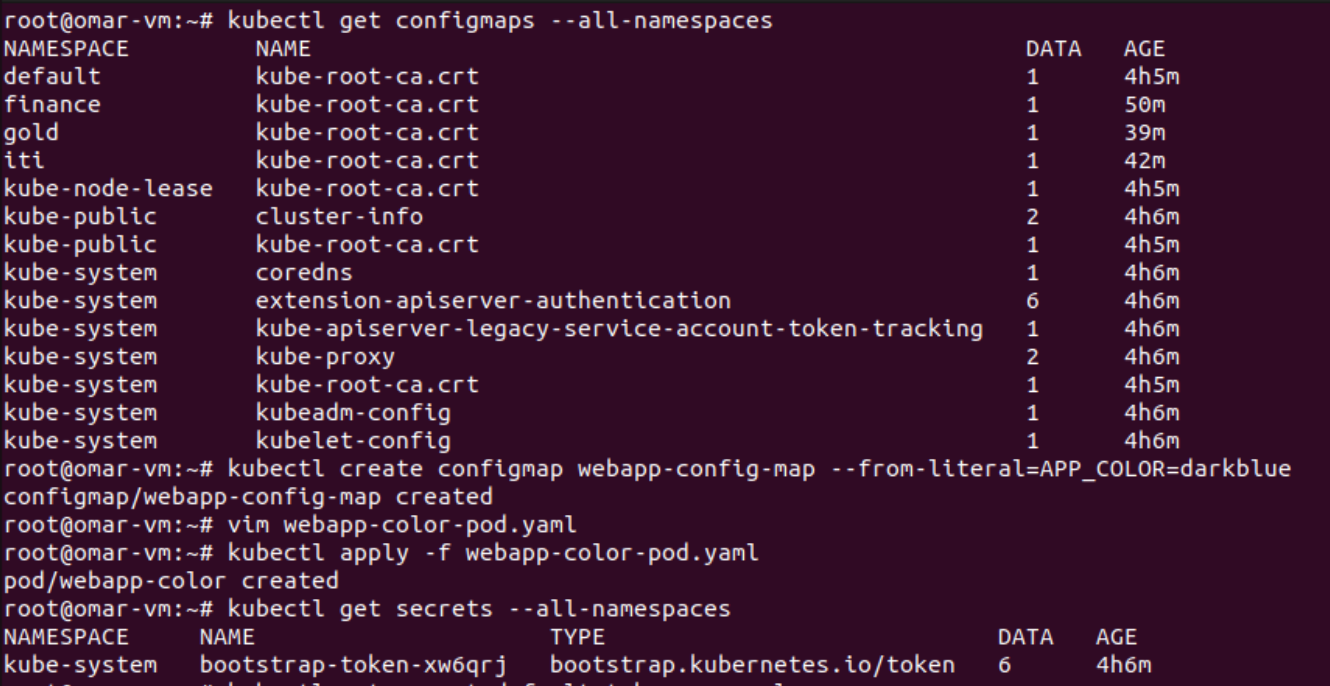 root@omar-vm:~# kubectl get configmaps --all-namespaces
NAMESPACE         NAME                                                   DATA   AGE
default           kube-root-ca.crt                                       1      4h5m
finance           kube-root-ca.crt                                       1      50m
gold              kube-root-ca.crt                                       1      39m
iti               kube-root-ca.crt                                       1      42m
kube-node-lease   kube-root-ca.crt                                       1      4h5m
kube-public       cluster-info                                           2      4h6m
kube-public       kube-root-ca.crt                                       1      4h5m
kube-system       coredns                                                1      4h6m
kube-system       extension-apiserver-authentication                     6      4h6m
kube-system       kube-apiserver-legacy-service-account-token-tracking   1      4h6m
kube-system       kube-proxy                                             2      4h6m
kube-system       kube-root-ca.crt                                       1      4h5m
kube-system       kubeadm-config                                         1      4h6m
kube-system       kubelet-config                                         1      4h6m
root@omar-vm:~# kubectl create configmap webapp-config-map --from-literal=APP_COLOR=darkblue
configmap/webapp-config-map created
root@omar-vm:~# vim webapp-color-pod.yaml
root@omar-vm:~# kubectl apply -f webapp-color-pod.yaml
pod/webapp-color created
root@omar-vm:~# kubectl get secrets --all-namespaces
NAMESPACE     NAME                     TYPE                            DATA   AGE
kube-system   bootstrap-token-xw6qrj   bootstrap.kubernetes.io/token   6      4h6m